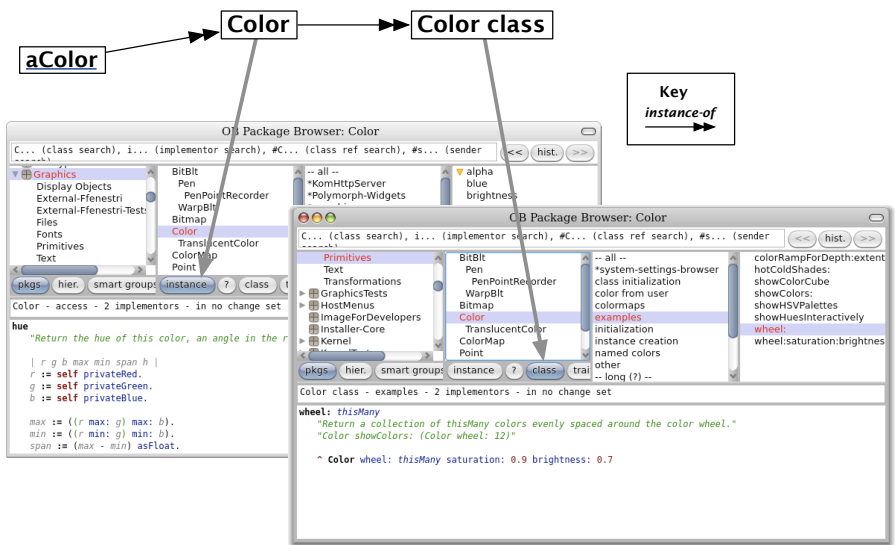 Color
Color class
aColor
Key
instance-of
OB Package Browser: Color
C... (class search), i... (implementor search), #C... (class ref search), #s... (sender
<<
hist.
>>
Graphics
Display Objects
External-Ffenestri
External-Ffenestri-Tests
Files
Fonts
Primitives
Text
BitBlt
Pen
PenPointRecorder
WarpBlt
Bitmap
Color
TranslucentColor
ColorMap
Point
-- all --
*KomHttpServer
*Polymorph-Widgets
alpha
blue
brightness
pkgs
hier.
smart groups
instance
?
class
Color - access - 2 implementors - in no change set
hue
"Return the hue of this color, an angle in the r
| r g b max min span h |
r := self privateRed.
g := self privateGreen.
b := self privateBlue.
max := ((r max: g) max: b).
min := ((r min: g) min: b).
span := (max - min) asFloat.
OB Package Browser: Color
C... (class search), i... (implementor search), #C... (class ref search), #s... (sender
<<
hist.
>>
Primitives
Text
Transformations
GraphicsTests
HostMenus
ImageForDevelopers
Installer-Core
Kernel
BitBlt
Pen
PenPointRecorder
WarpBlt
Bitmap
Color
TranslucentColor
ColorMap
Point
-- all --
*system-settings-browser
class initialization
color from user
colormaps
examples
initialization
instance creation
named colors
other
-- long (?) --
colorRampForDepth:extent
hotColdShades:
showColorCube
showColors:
showHSVPalettes
showHuesInteractively
wheel:
wheel:saturation:brightnes
pkgs
hier.
smart groups
instance
?
class
trai
Color class - examples - 2 implementors - in no change set
wheel: thisMany
"Return a collection of thisMany colors evenly spaced around the color wheel."
"Color showColors: (Color wheel: 12)"
^ Color wheel: thisMany saturation: 0.9 brightness: 0.7